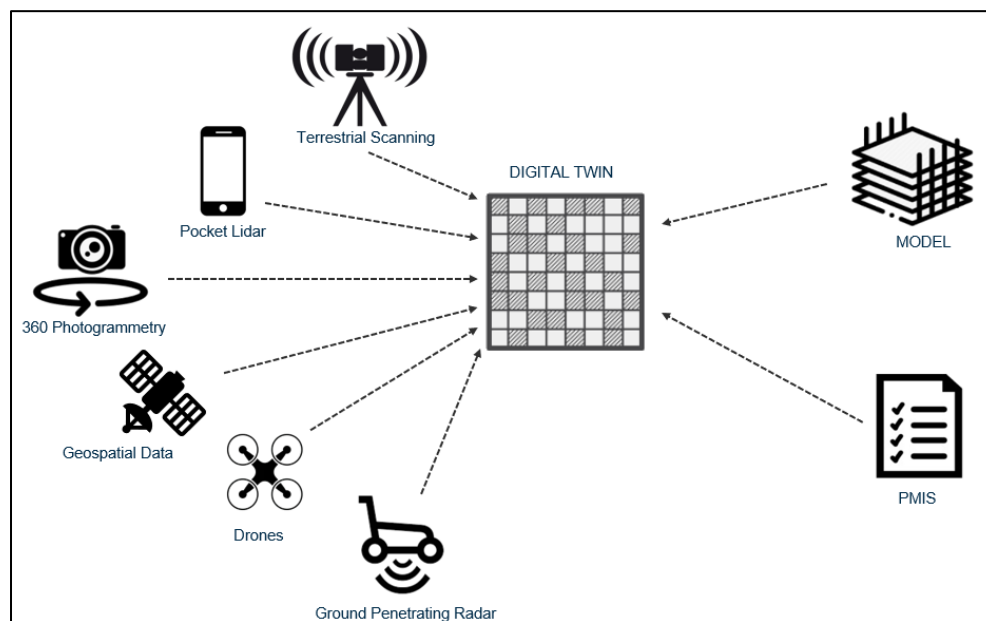 Terrestrial Scanning
DIGITAL TWIN
Pocket Lidar
MODEL
360 Photogrammetry
Geospatial Data
PMIS
Drones
Ground Penetrating Radar